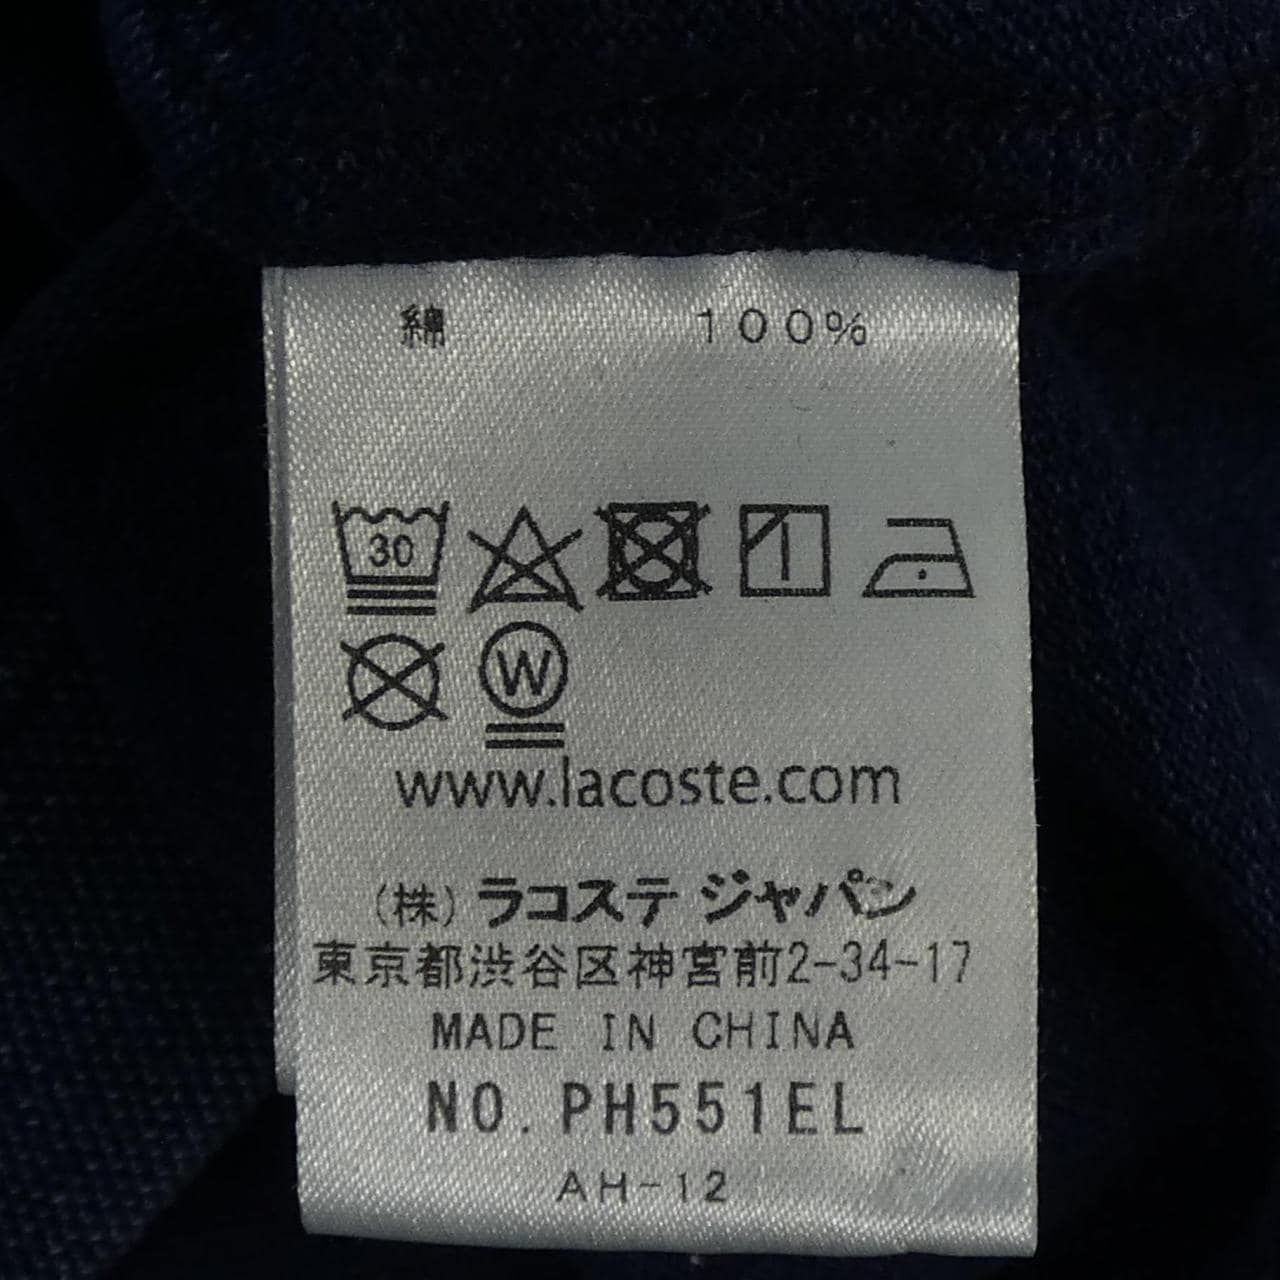 綿 100%
30
W
www.lacoste.com
(株) ラコステ ジャパン
東京都渋谷区神宮前2-34-17
MADE IN CHINA
NO. PH551EL
AH-12